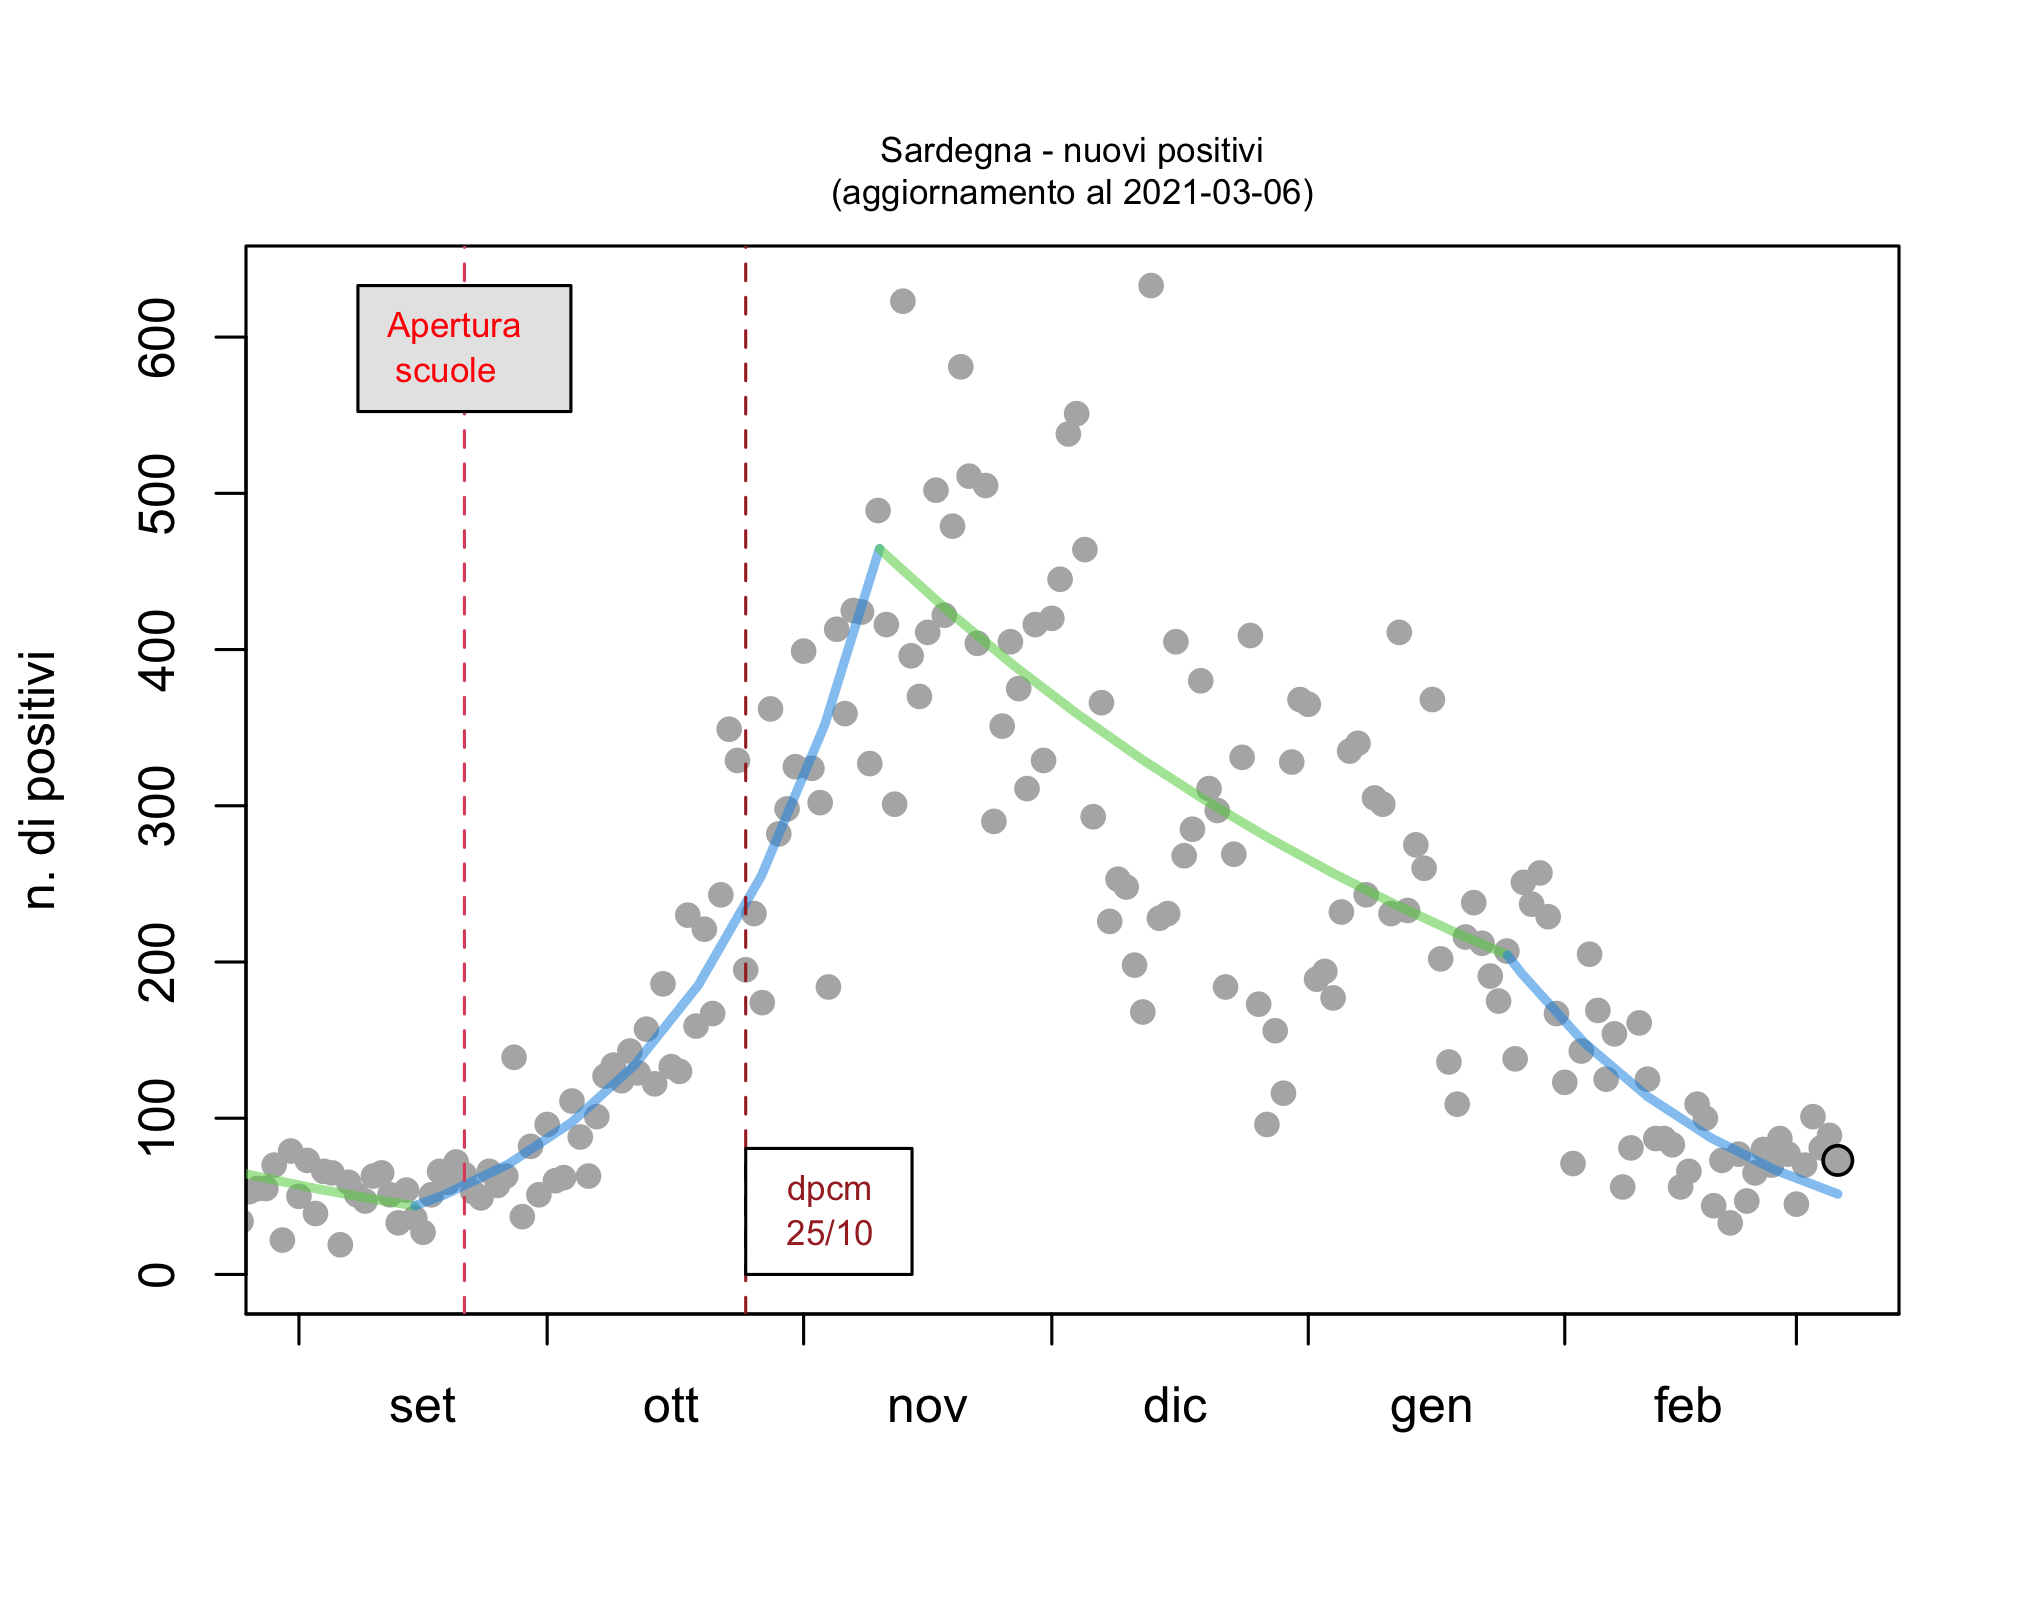 Sardegna - nuovi positivi
(aggiornamento al 2021-03-06)
n. di positivi
600
500
400
300
200
100
0
Apertura
scuole
dpcm
25/10
set
ott
nov
dic
gen
feb